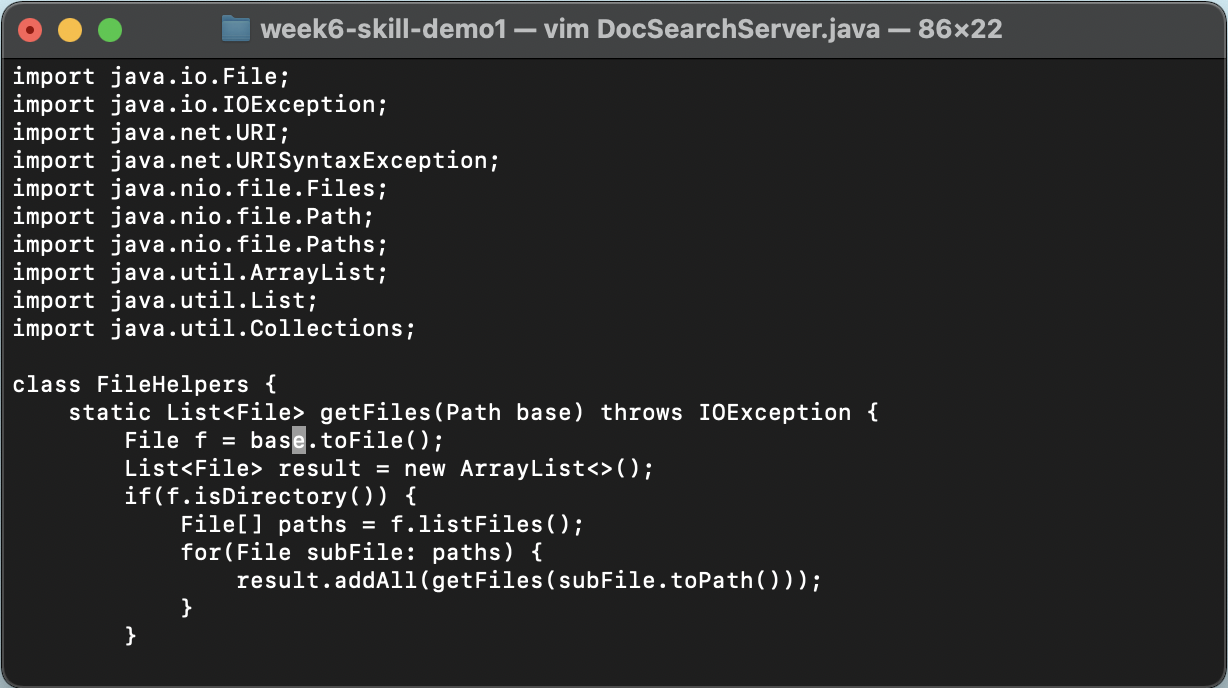 week6-skill-demo1 — vim DocSearchServer.java — 86×22
import java.io.File;
import java.io.IOException;
import java.net.URI;
import java.net.URISyntaxException;
import java.nio.file.Files;
import java.nio.file.Path;
import java.nio.file.Paths;
import java.util.ArrayList;
import java.util.List;
import java.util.Collections;

class FileHelpers {
    static List<File> getFiles(Path base) throws IOException {
        File f = base.toFile();
        List<File> result = new ArrayList<>();
        if(f.isDirectory()) {
            File[] paths = f.listFiles();
            for(File subFile: paths) {
                result.addAll(getFiles(subFile.toPath()));
            }
        }